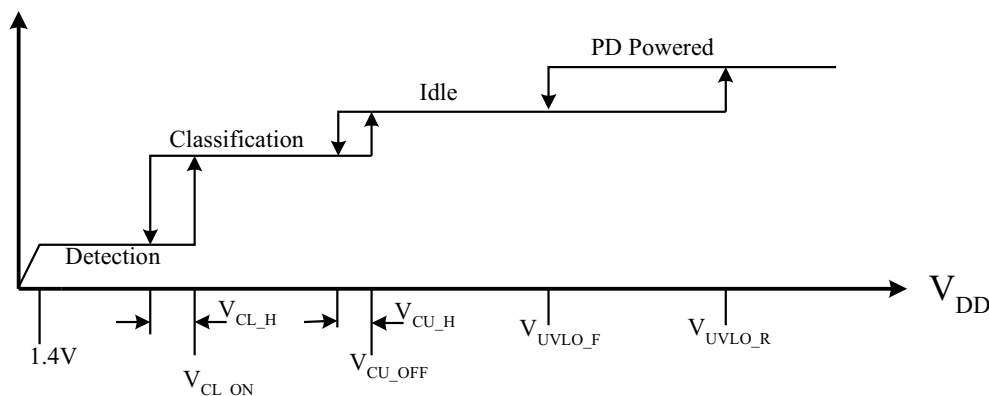 PD Powered
Idle
Classification
Detection
V_DD
V_CL_H
V_CU_H
V_UVLO_F
V_UVLO_R
1.4V
V_CL_ON
V_CU_OFF